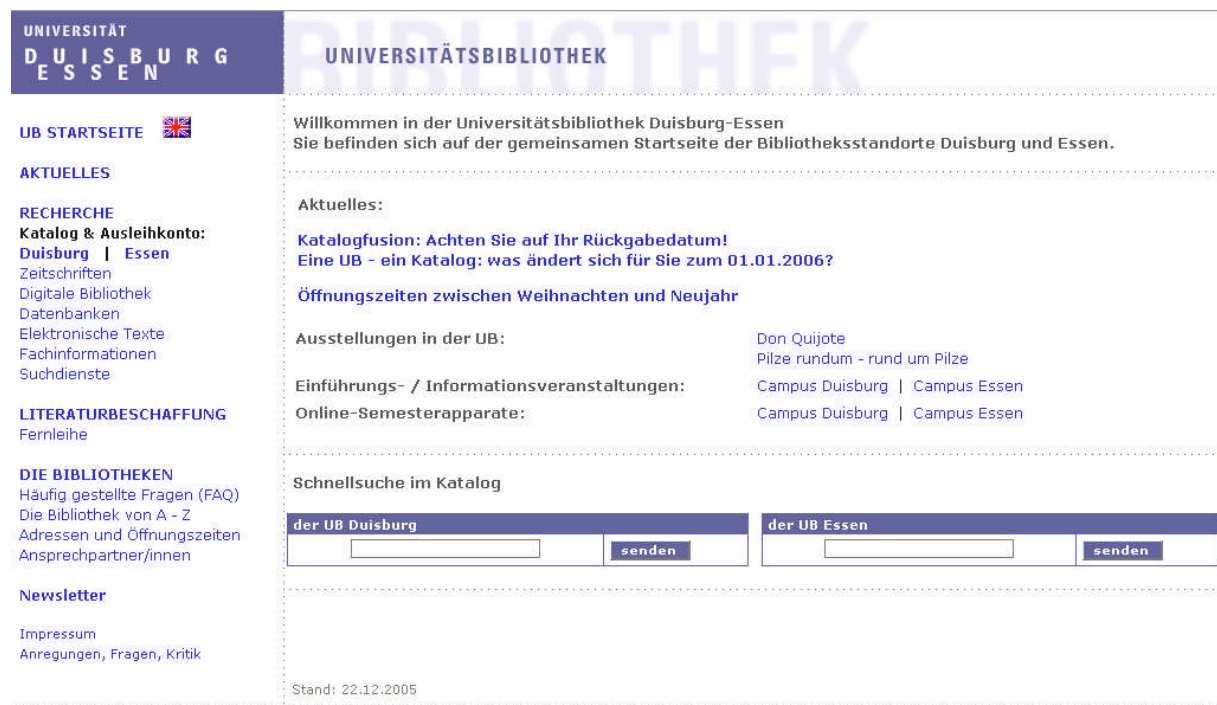 UNIVERSITÄT
DUISBURG
ESSEN
BIBLIOTHEK
UNIVERSITÄTSBIBLIOTHEK
UB STARTSEITE
AKTUELLES
RECHERCHE
Katalog & Ausleihkonto:
Duisburg | Essen
Zeitschriften
Digitale Bibliothek
Datenbanken
Elektronische Texte
Fachinformationen
Suchdienste
LITERATURBESCHAFFUNG
Fernleihe
DIE BIBLIOTHEKEN
Häufig gestellte Fragen (FAQ)
Die Bibliothek von A - Z
Adressen und Öffnungszeiten
Ansprechpartner/innen
Newsletter
Impressum
Anregungen, Fragen, Kritik
Willkommen in der Universitätsbibliothek Duisburg-Essen
Sie befinden sich auf der gemeinsamen Startseite der Bibliotheksstandorte Duisburg und Essen.
Aktuelles:
Katalogfusion: Achten Sie auf Ihr Rückgabedatum!
Eine UB - ein Katalog: was ändert sich für Sie zum 01.01.2006?
Öffnungszeiten zwischen Weihnachten und Neujahr
Ausstellungen in der UB: Don Quijote
Pilze rundum - rund um Pilze
Einführungs- / Informationsveranstaltungen: Campus Duisburg | Campus Essen
Online-Semesterapparate: Campus Duisburg | Campus Essen
Schnellsuche im Katalog
der UB Duisburg
senden
der UB Essen
senden
Stand: 22.12.2005